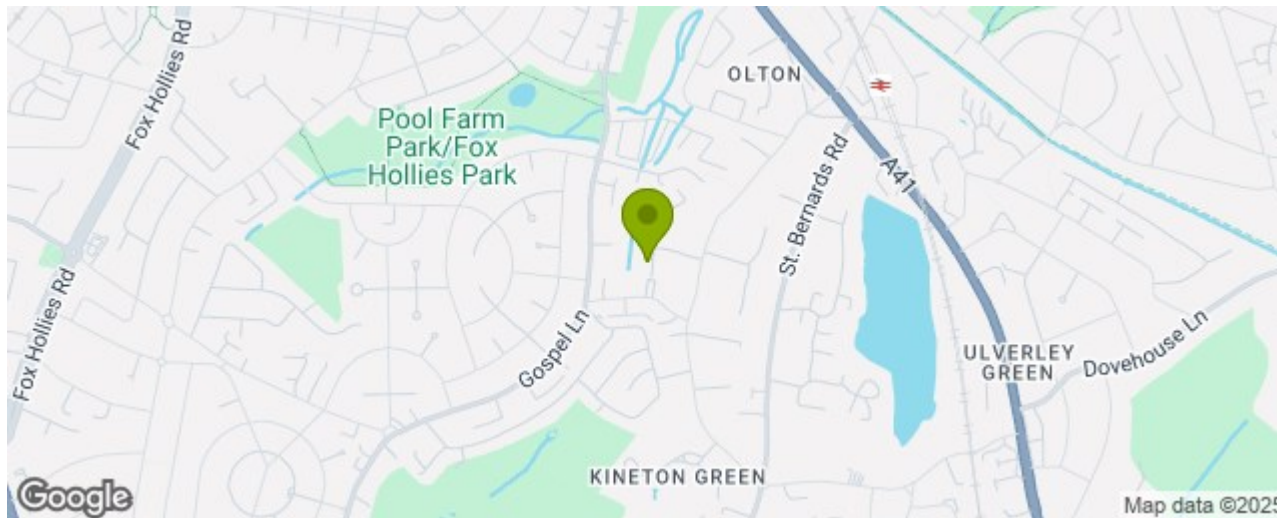 Fox Hollies Rd
OLTON
Pool Farm
Park/Fox
Hollies Park
A41
St. Bernards Rd
Fox Hollies Rd
Gospel Ln
ULVERLEY
GREEN
Dovehouse Ln
KINETON GREEN
Google
Map data ©2025